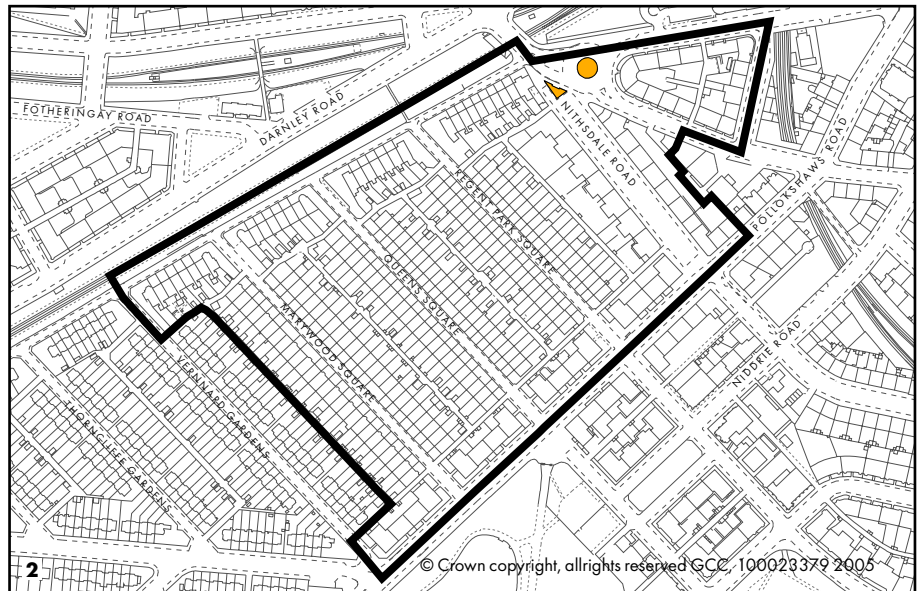 FOTHERINGAY ROAD
DARNLEY ROAD
NITHSDALE ROAD
POLLOKSHAWS ROAD
REGENT PARK SQUARE
QUEENS SQUARE
MARYWOOD SQUARE
NIDDRIE ROAD
VENNARD GARDENS
THORNCLIFFE GARDENS
2
© Crown copyright, allrights reserved GCC, 100023379 2005